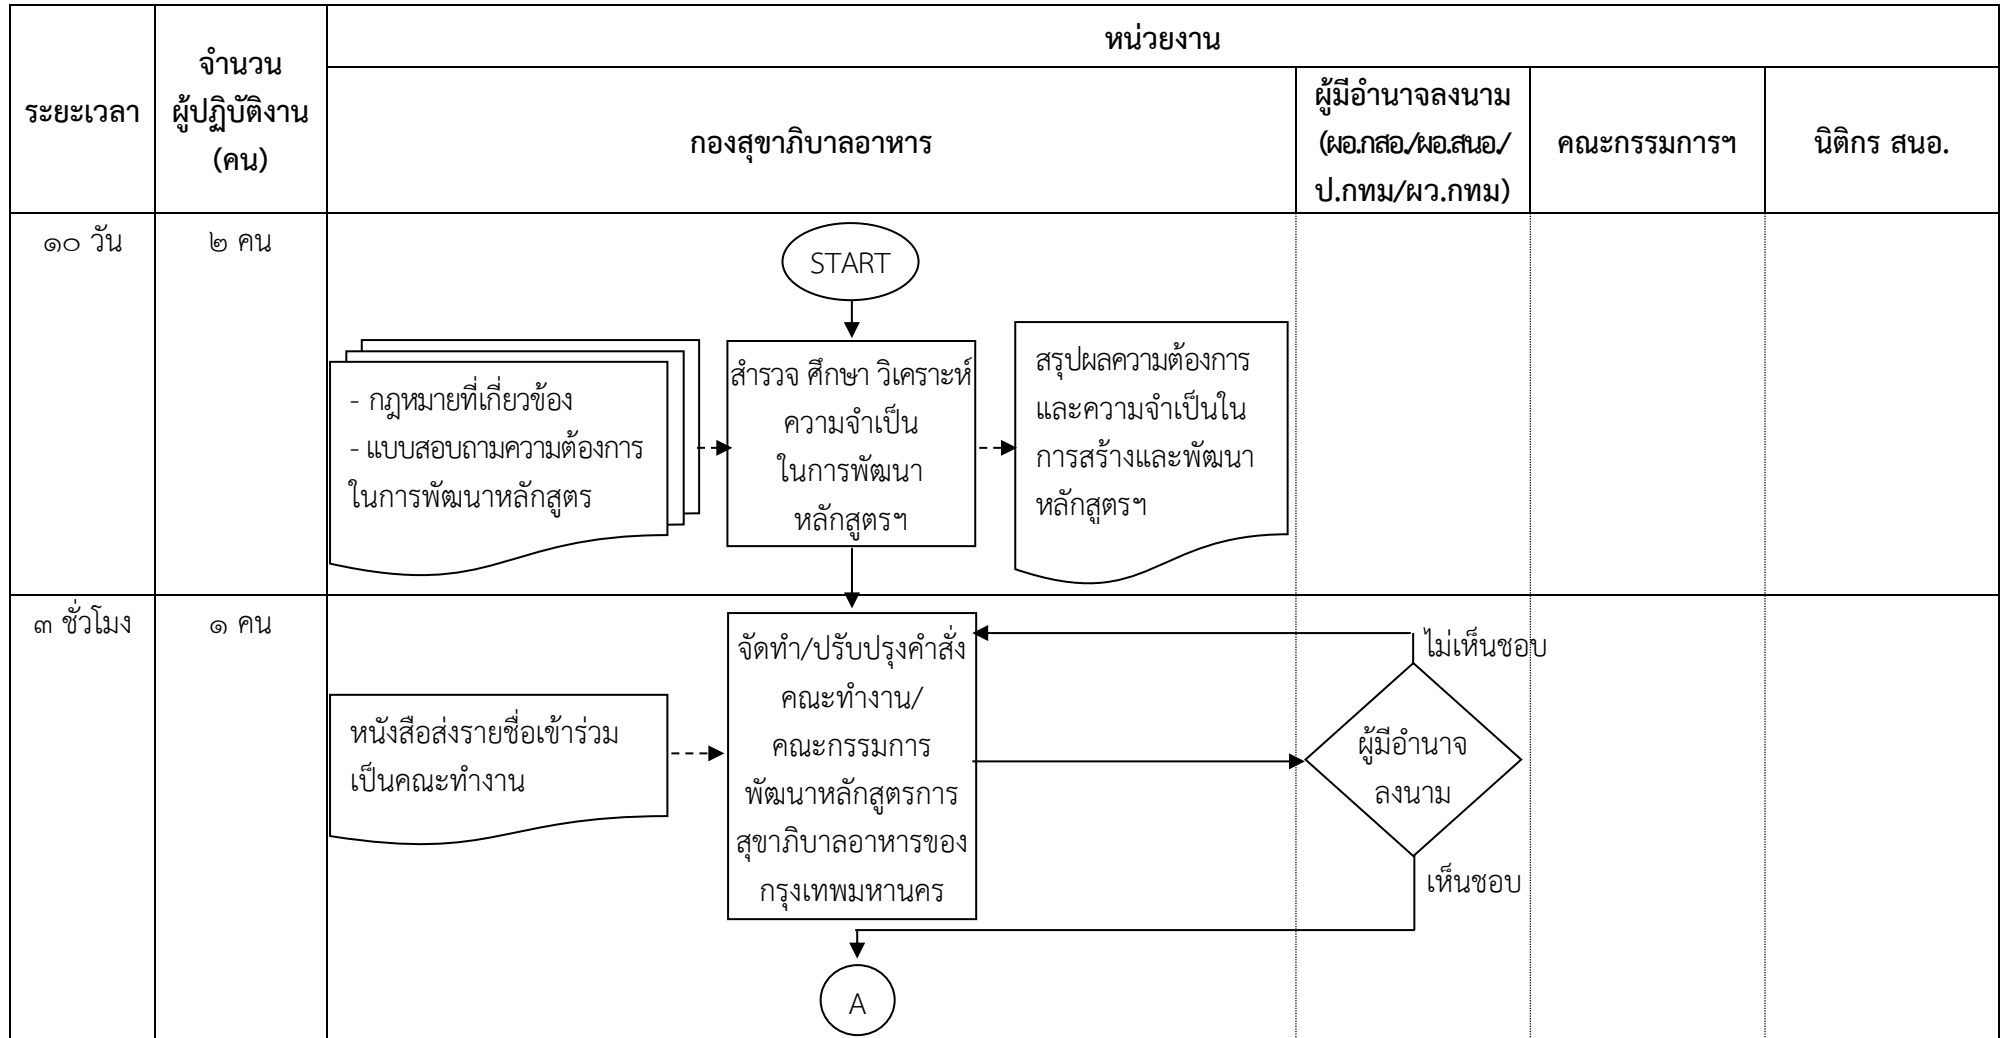 ระยะเวลา
จำนวน
ผู้ปฏิบัติงาน
(คน)
หน่วยงาน
กองสุขาภิบาลอาหาร
ผู้มีอำนาจลงนาม
(ผอ.กสอ./ผอ.สนอ./
ป.กทม/ผว.กทม)
คณะกรรมการฯ
นิติกร สนอ.
๑๐ วัน
๒ คน
START
- กฎหมายที่เกี่ยวข้อง
- แบบสอบถามความต้องการ
ในการพัฒนาหลักสูตร
สำรวจ ศึกษา วิเคราะห์
ความจำเป็น
ในการพัฒนา
หลักสูตรฯ
สรุปผลความต้องการ
และความจำเป็นใน
การสร้างและพัฒนา
หลักสูตรฯ
๓ ชั่วโมง
๑ คน
หนังสือส่งรายชื่อเข้าร่วม
เป็นคณะทำงาน
จัดทำ/ปรับปรุงคำสั่ง
คณะทำงาน/
คณะกรรมการ
พัฒนาหลักสูตรการ
สุขาภิบาลอาหารของ
กรุงเทพมหานคร
ไม่เห็นชอบ
ผู้มีอำนาจ
ลงนาม
เห็นชอบ
A